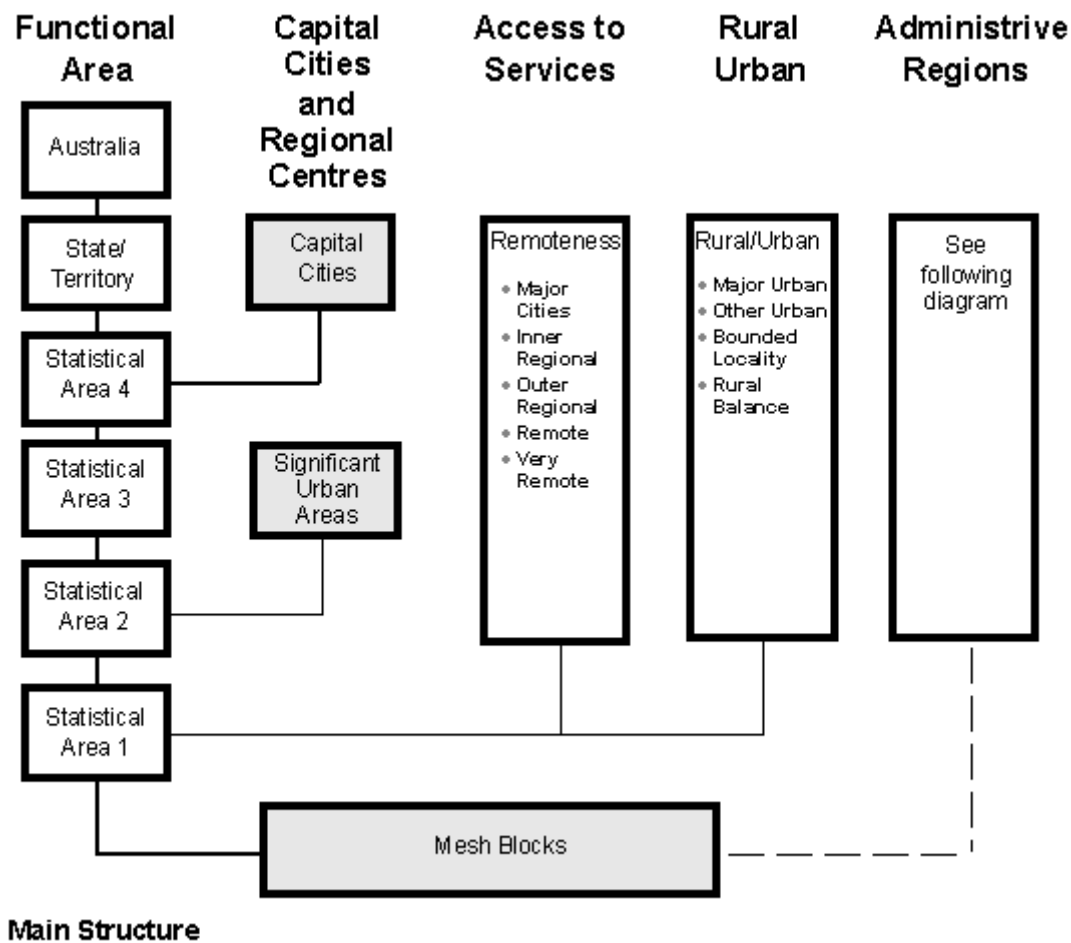 Functional
Area
Capital
Cities
and
Regional
Centres
Access to
Services
Rural
Urban
Administrive
Regions
Australia
State/
Territory
Statistical
Area 4
Statistical
Area 3
Statistical
Area 2
Statistical
Area 1
Capital
Cities
Significant
Urban
Areas
Remoteness
• Major
Cities
• Inner
Regional
• Outer
Regional
• Remote
• Very
Remote
Rural/Urban
• Major Urban
• Other Urban
• Bounded
Locality
• Rural
Balance
See
following
diagram
Mesh Blocks
Main Structure